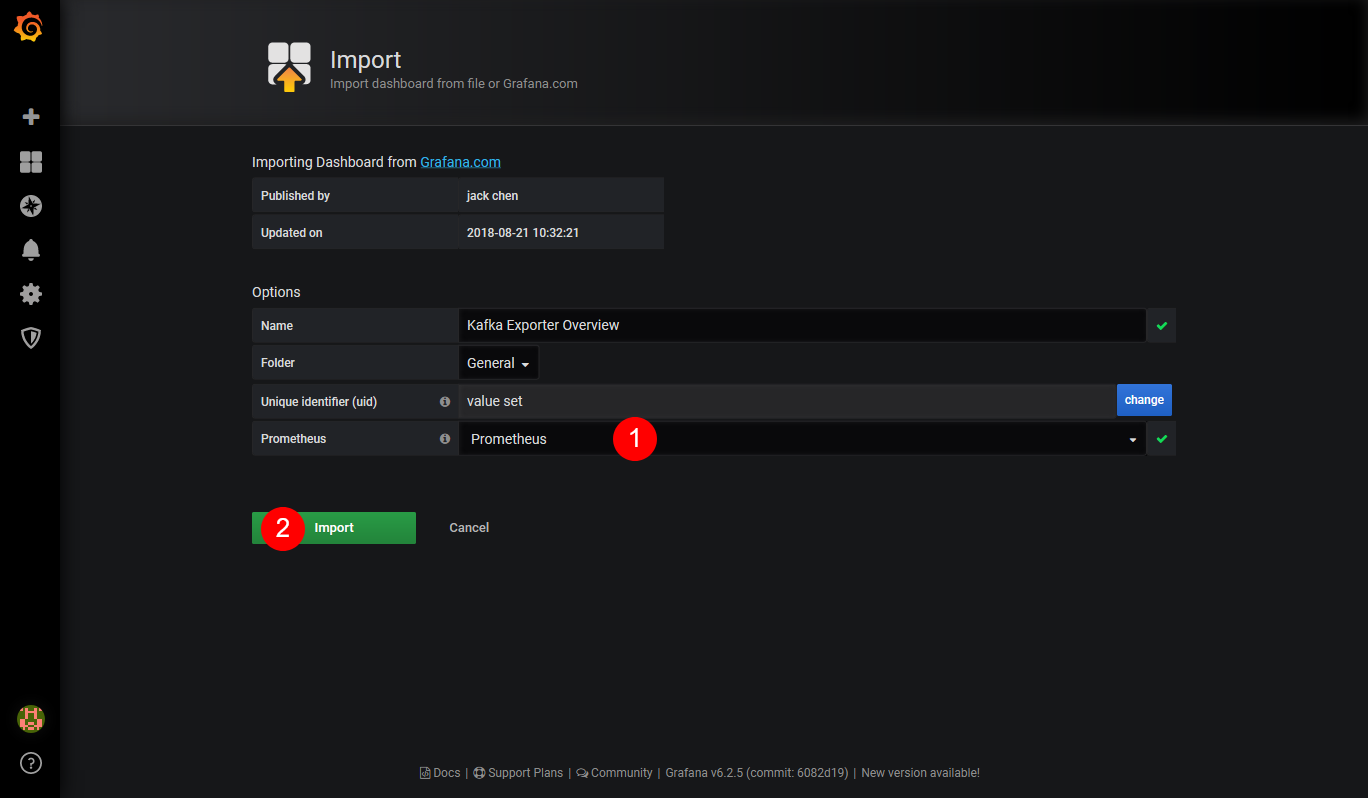 Import
Import dashboard from file or Grafana.com
Importing Dashboard from Grafana.com
Published by jack chen
Updated on 2018-08-21 10:32:21
Options
Name Kafka Exporter Overview
Folder General
Unique identifier (uid) value set change
Prometheus Prometheus 1
2 Import Cancel
Docs | Support Plans | Community | Grafana v6.2.5 (commit: 6082d19) | New version available!